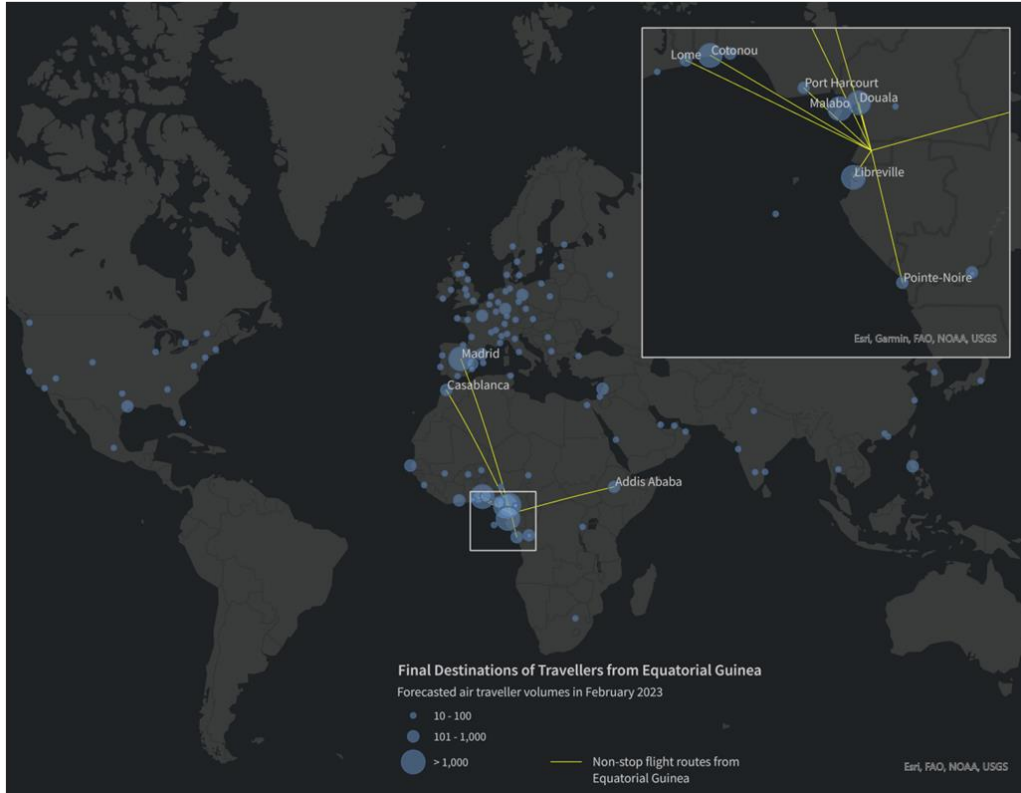 Lome
Cotonou
Port Harcourt
Malabo
Douala
Libreville
Pointe-Noire
Esri, Garmin, FAO, NOAA, USGS
Madrid
Casablanca
Addis Ababa
Final Destinations of Travellers from Equatorial Guinea
Forecasted air traveller volumes in February 2023
10 - 100
101 - 1,000
> 1,000
Non-stop flight routes from
Equatorial Guinea
Esri, FAO, NOAA, USGS